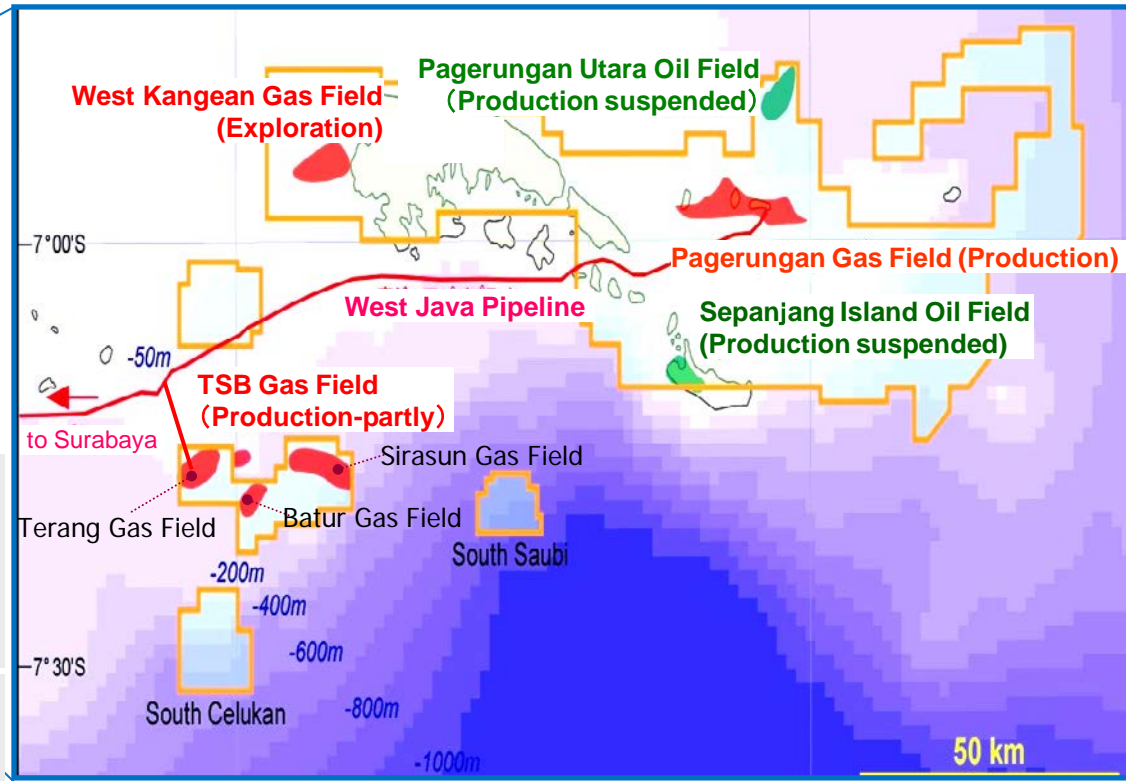 Pagerungan Utara Oil Field
（Production suspended）
West Kangean Gas Field
(Exploration)
7°00'S
Pagerungan Gas Field (Production)
West Java Pipeline
Sepanjang Island Oil Field
(Production suspended)
-50m
TSB Gas Field
（Production-partly）
to Surabaya
Sirasun Gas Field
Terang Gas Field
Batur Gas Field
South Saubi
-200m
-400m
-600m
7°30'S
South Celukan
-800m
-1000m
50 km